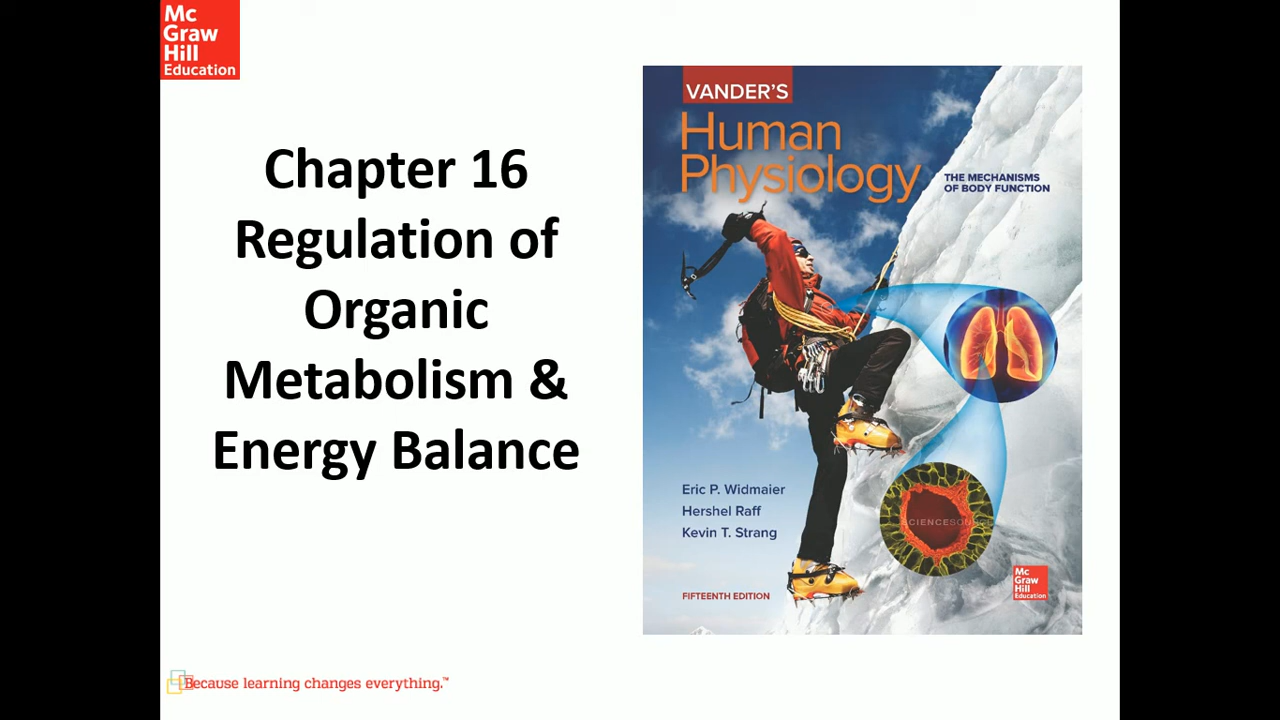 Mc
Graw
Hill
Education
Chapter 16
Regulation of
Organic
Metabolism &
Energy Balance
VANDER'S
Human
Physiology
THE MECHANISMS
OF BODY FUNCTION
Eric P. Widmaier
Hershel Raff
Kevin T. Strang
SCIENCESOURCE
FIFTEENTH EDITION
Mc
Graw
Hill
Education
Because learning changes everything.™